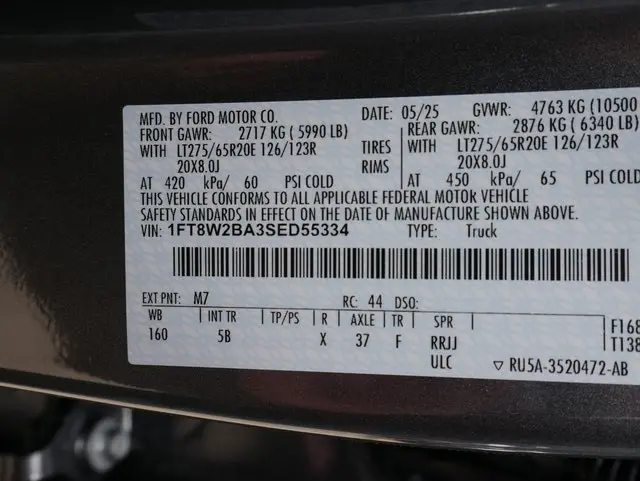 MFD. BY FORD MOTOR CO. DATE: 05/25 GVWR: 4763 KG (10500
FRONT GAWR: 2717 KG ( 5990 LB) REAR GAWR: 2876 KG ( 6340 LB)
WITH LT275/65R20E 126/123R TIRES WITH LT275/65R20E 126/123R
20X8.0J RIMS 20X8.0J
AT 420 kPa/ 60 PSI COLD AT 450 kPa/ 65 PSI COLD
THIS VEHICLE CONFORMS TO ALL APPLICABLE FEDERAL MOTOR VEHICLE
SAFETY STANDARDS IN EFFECT ON THE DATE OF MANUFACTURE SHOWN ABOVE.
VIN: 1FT8W2BA3SED55334 TYPE: Truck
EXT PNT: M7 RC: 44 DSO:
WB INT TR TP/PS R AXLE TR SPR F168
160 5B X 37 F RRJJ T138
ULC ▽ RU5A-3520472-AB